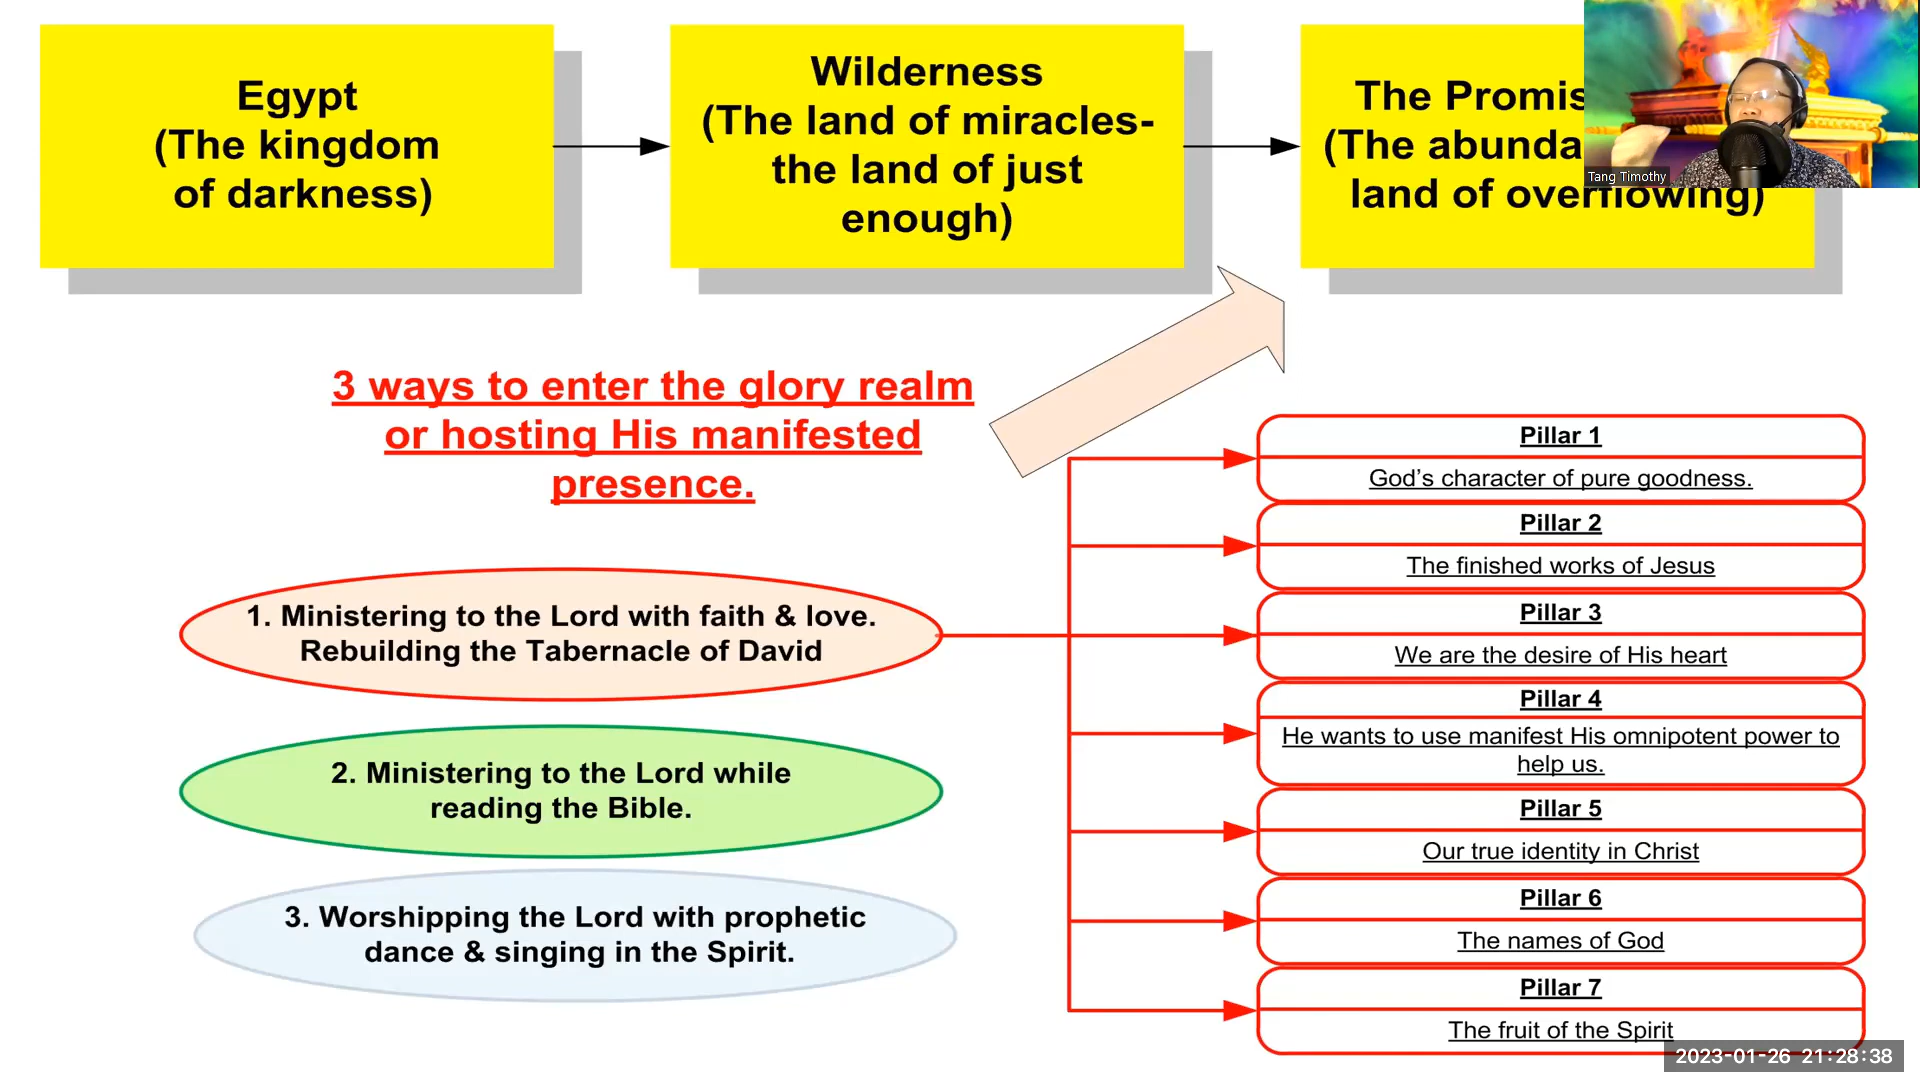 Egypt
(The kingdom
of darkness)
Wilderness
(The land of miracles-
the land of just
enough)
The Promis
(The abunda
land of overflowing)
Tang Timothy
3 ways to enter the glory realm
or hosting His manifested
presence.
1. Ministering to the Lord with faith & love.
Rebuilding the Tabernacle of David
2. Ministering to the Lord while
reading the Bible.
3. Worshipping the Lord with prophetic
dance & singing in the Spirit.
Pillar 1
God's character of pure goodness.
Pillar 2
The finished works of Jesus
Pillar 3
We are the desire of His heart
Pillar 4
He wants to use manifest His omnipotent power to
help us.
Pillar 5
Our true identity in Christ
Pillar 6
The names of God
Pillar 7
The fruit of the Spirit
2023-01-26 21:28:38